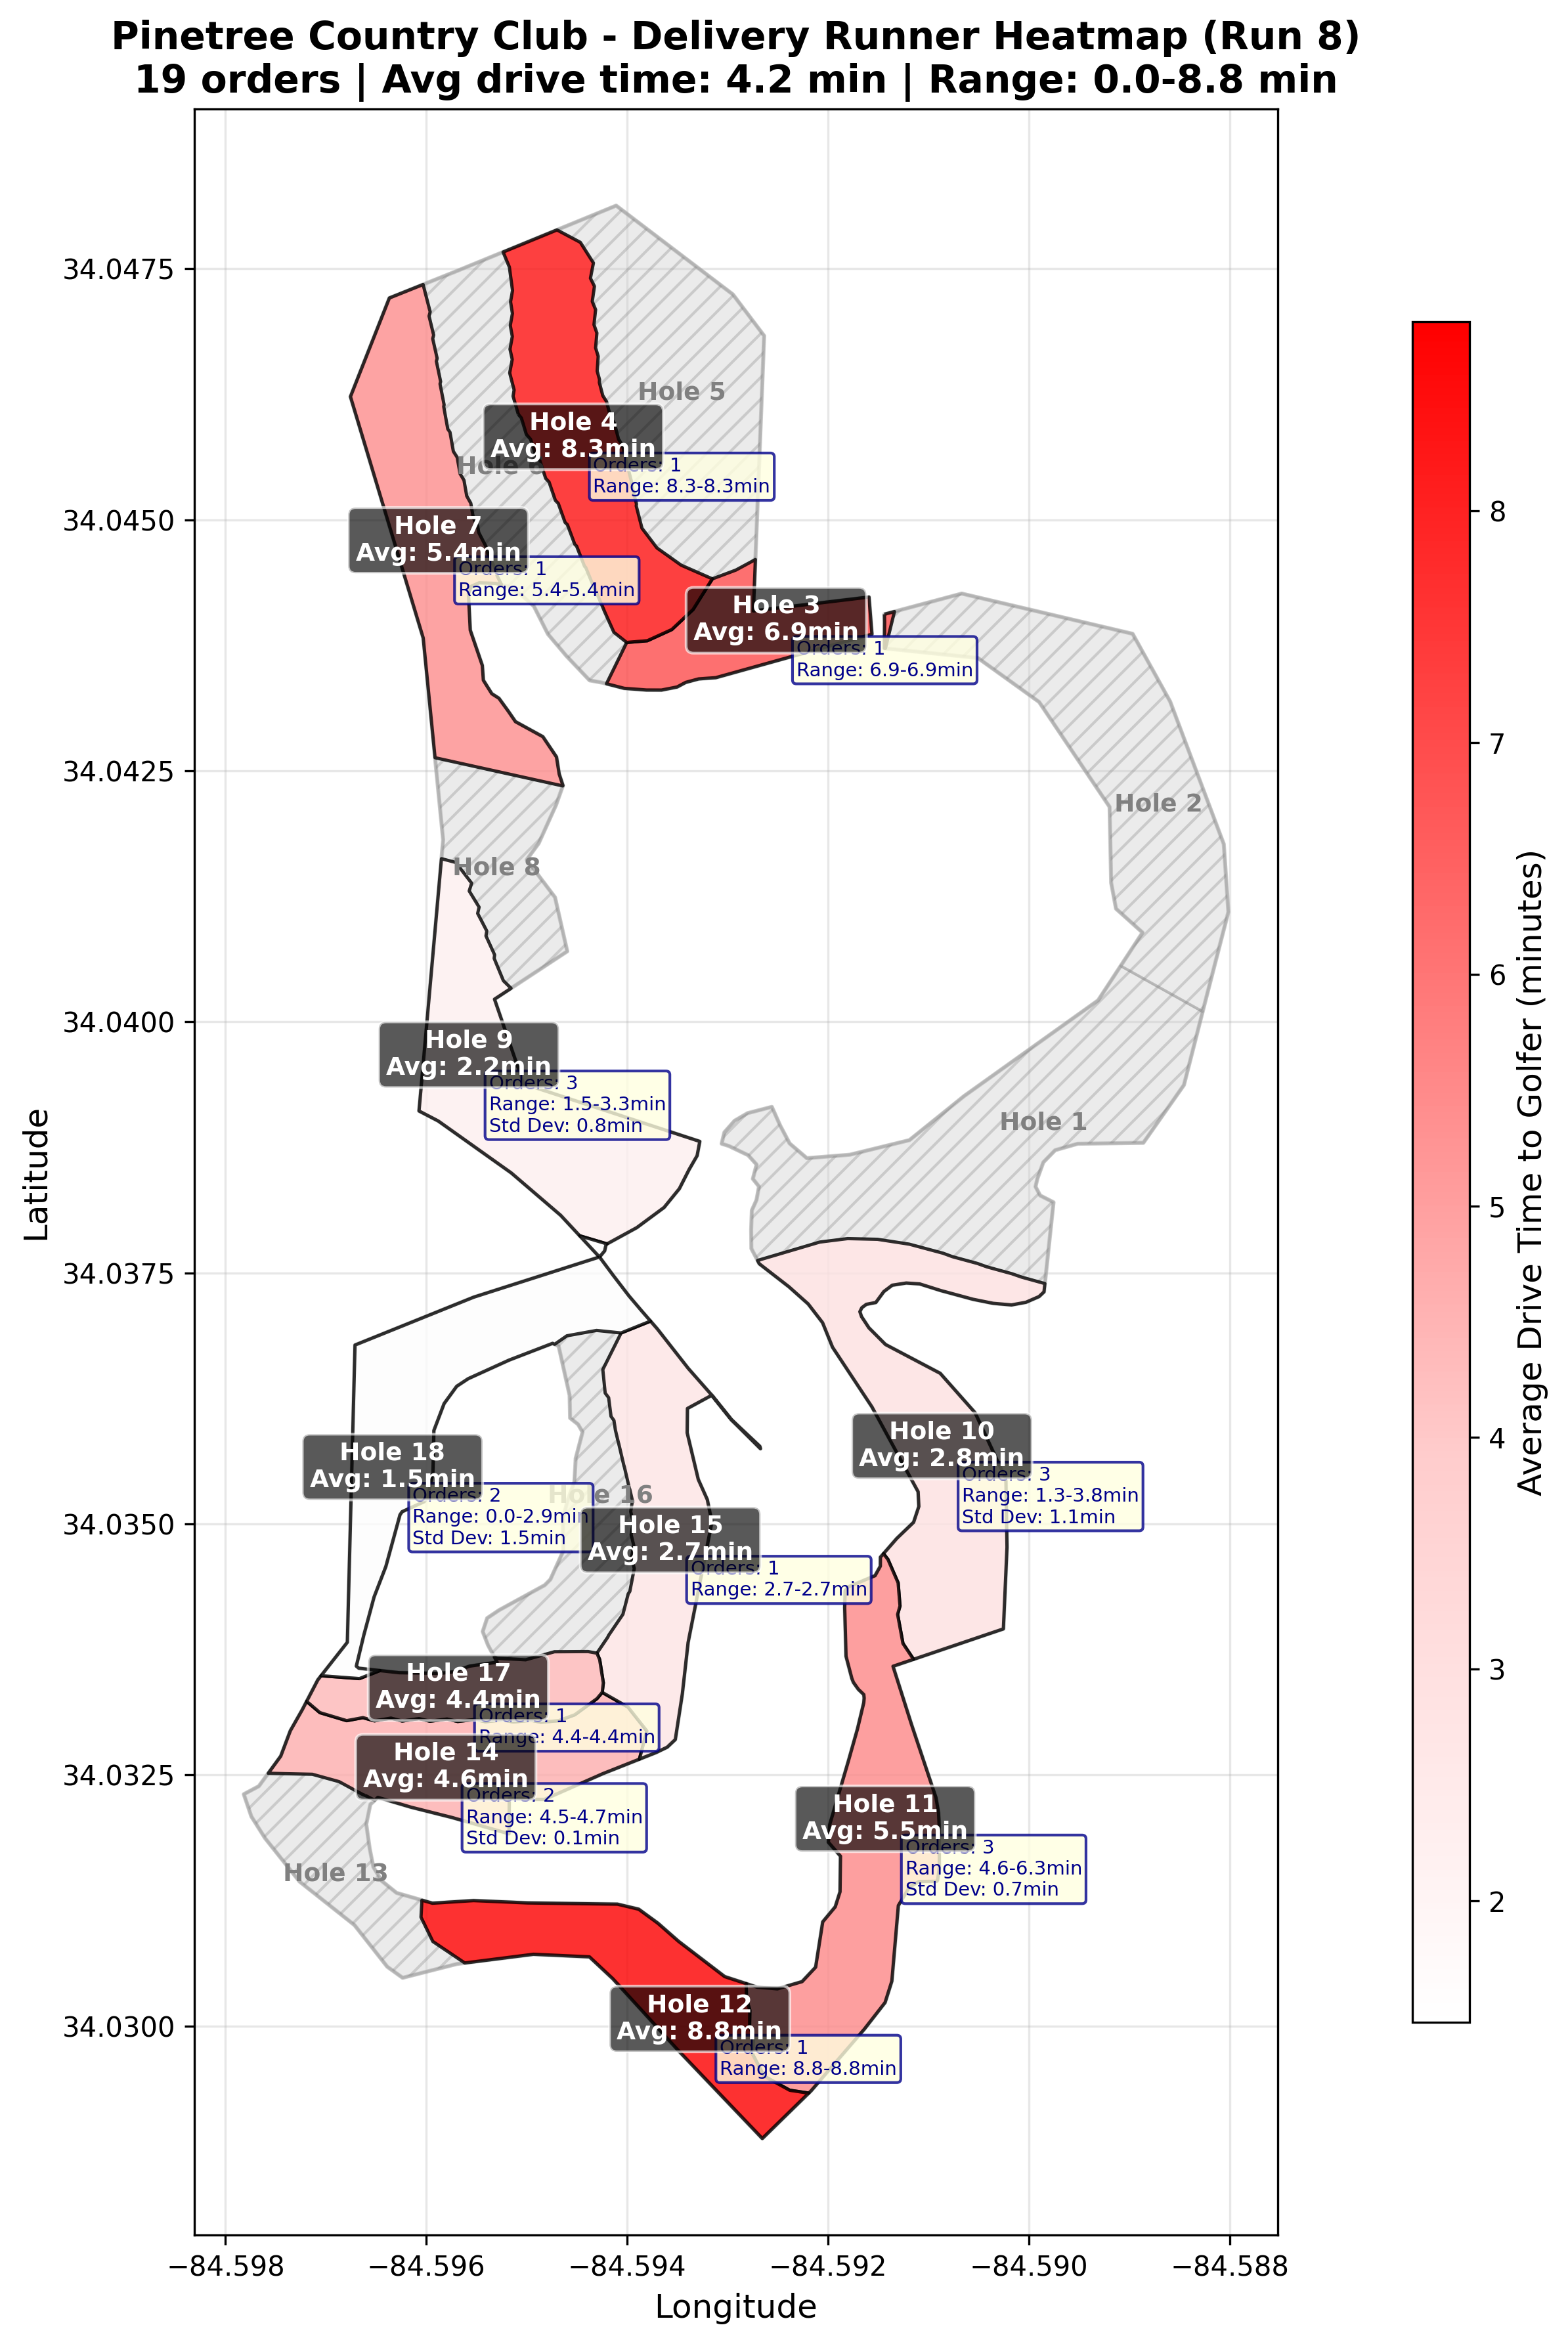 Pinetree Country Club - Delivery Runner Heatmap (Run 8)
19 orders | Avg drive time: 4.2 min | Range: 0.0-8.8 min
Hole 5
Hole 4
Avg: 8.3min
Hole 6
Orders: 1
Range: 8.3-8.3min
Hole 7
Avg: 5.4min
Orders: 1
Range: 5.4-5.4min
Hole 3
Avg: 6.9min
Orders: 1
Range: 6.9-6.9min
Hole 2
Hole 8
Hole 9
Avg: 2.2min
Orders: 3
Range: 1.5-3.3min
Std Dev: 0.8min
Hole 1
Hole 10
Avg: 2.8min
Orders: 3
Range: 1.3-3.8min
Std Dev: 1.1min
Hole 18
Avg: 1.5min
Orders: 2
Range: 0.0-2.9min
Std Dev: 1.5min
Hole 16
Hole 15
Avg: 2.7min
Orders: 1
Range: 2.7-2.7min
Hole 17
Avg: 4.4min
Orders: 1
Range: 4.4-4.4min
Hole 14
Avg: 4.6min
Orders: 2
Range: 4.5-4.7min
Std Dev: 0.1min
Hole 11
Avg: 5.5min
Orders: 3
Range: 4.6-6.3min
Std Dev: 0.7min
Hole 13
Hole 12
Avg: 8.8min
Orders: 1
Range: 8.8-8.8min
34.0475
34.0450
34.0425
34.0400
34.0375
34.0350
34.0325
34.0300
Latitude
−84.598
−84.596
−84.594
−84.592
−84.590
−84.588
Longitude
8
7
6
5
4
3
2
Average Drive Time to Golfer (minutes)